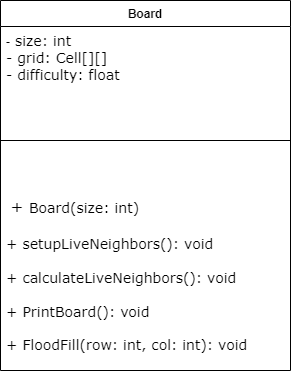 Board
- size: int
- grid: Cell[][]
- difficulty: float
+ Board(size: int)
+ setupLiveNeighbors(): void
+ calculateLiveNeighbors(): void
+ PrintBoard(): void
+ FloodFill(row: int, col: int): void